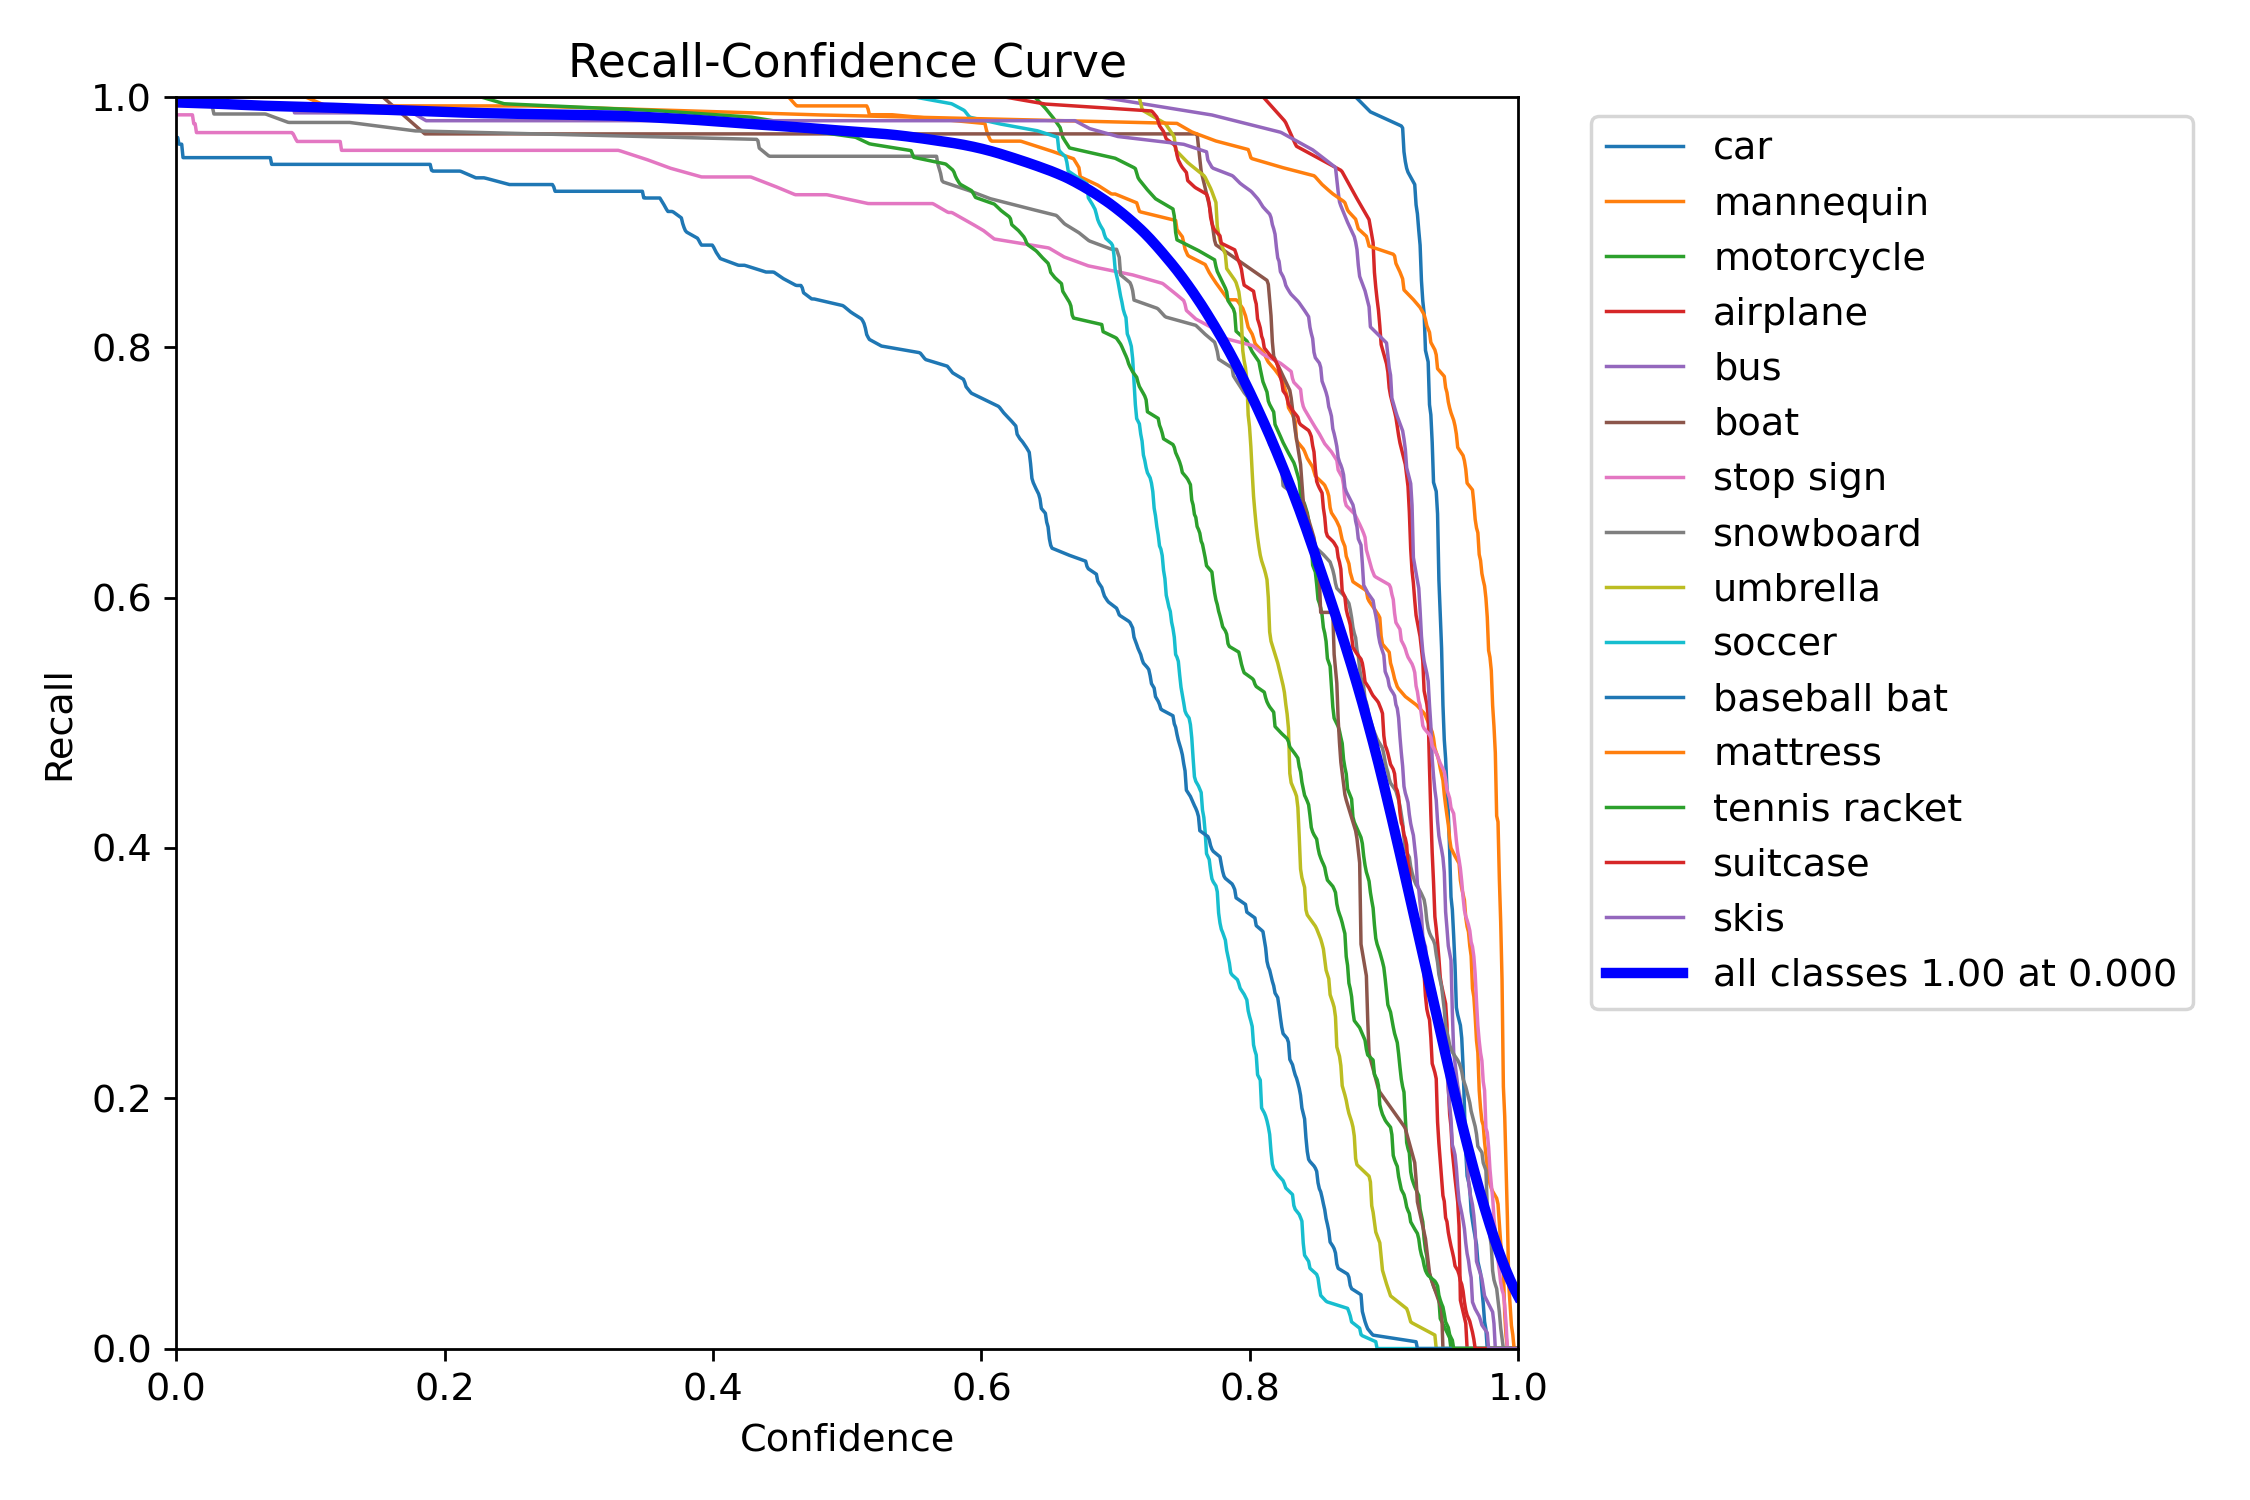 Recall-Confidence Curve
1.0
0.8
0.6
0.4
0.2
0.0
Recall
0.0 0.2 0.4 0.6 0.8 1.0
Confidence
car
mannequin
motorcycle
airplane
bus
boat
stop sign
snowboard
umbrella
soccer
baseball bat
mattress
tennis racket
suitcase
skis
all classes 1.00 at 0.000